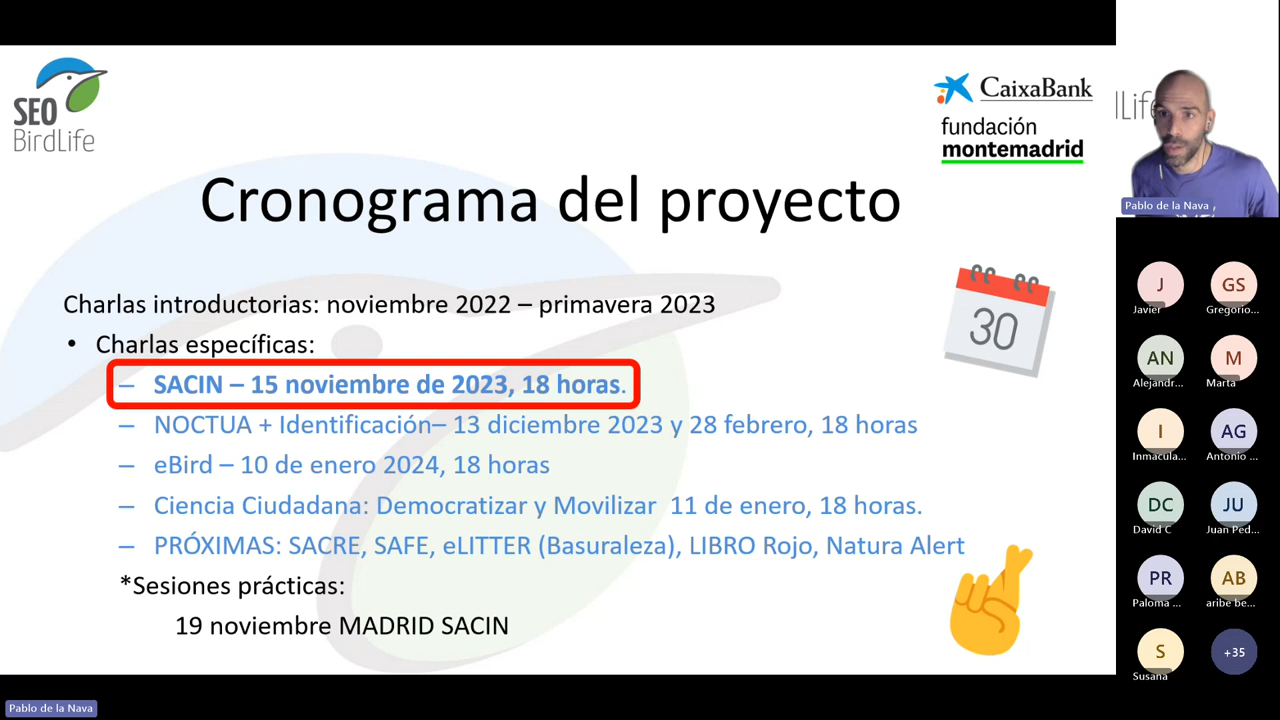 SEO
BirdLife
CaixaBank
fundación
montemadrid
Cronograma del proyecto
30
Charlas introductorias: noviembre 2022 – primavera 2023
• Charlas específicas:
– SACIN – 15 noviembre de 2023, 18 horas.
– NOCTUA + Identificación– 13 diciembre 2023 y 28 febrero, 18 horas
– eBird – 10 de enero 2024, 18 horas
– Ciencia Ciudadana: Democratizar y Movilizar 11 de enero, 18 horas.
– PRÓXIMAS: SACRE, SAFE, eLITTER (Basuraleza), LIBRO Rojo, Natura Alert
*Sesiones prácticas:
19 noviembre MADRID SACIN
Pablo de la Nava
dLife
Pablo de la Nava ,
J
Javier
GS
Gregorio...
AN
Alejandr...
M
Marta
I
Inmacula...
AG
Antonio ...
DC
David C
JU
Juan Ped...
PR
Paloma ...
AB
aribe be...
S
Susana
+35